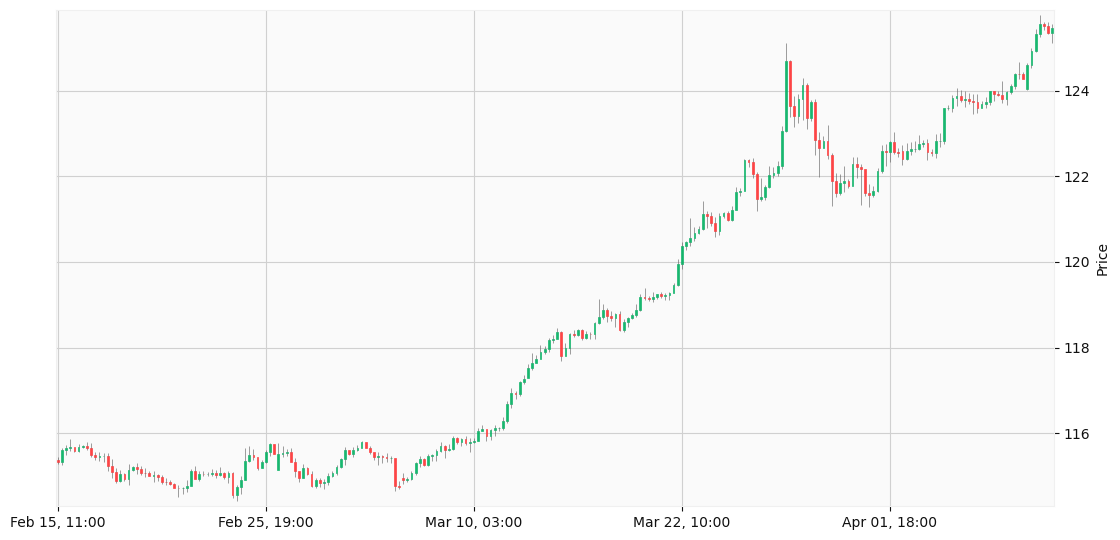 124
122
120
118
116
Price
Feb 15, 11:00
Feb 25, 19:00
Mar 10, 03:00
Mar 22, 10:00
Apr 01, 18:00